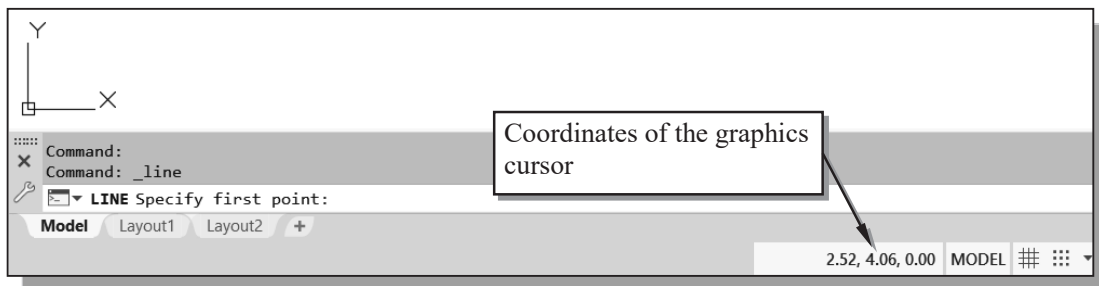 Y
X
Coordinates of the graphics
cursor
Command:
Command: _line
LINE Specify first point:
Model Layout1 Layout2 +
2.52, 4.06, 0.00 MODEL